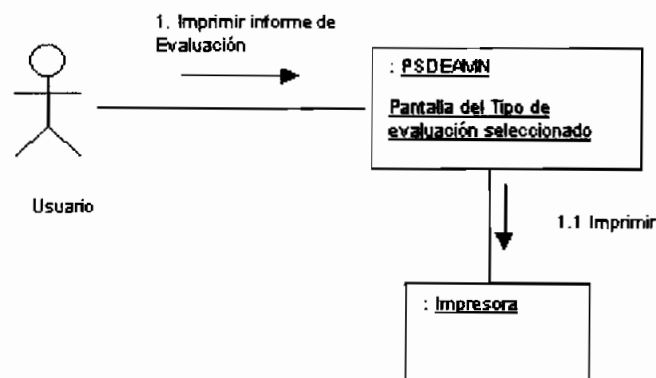 1. Imprimir informe de
Evaluación
: PSDEAMN
Pantalla del Tipo de
evaluación seleccionado
Usuario
1.1 Imprimir
: Impresora